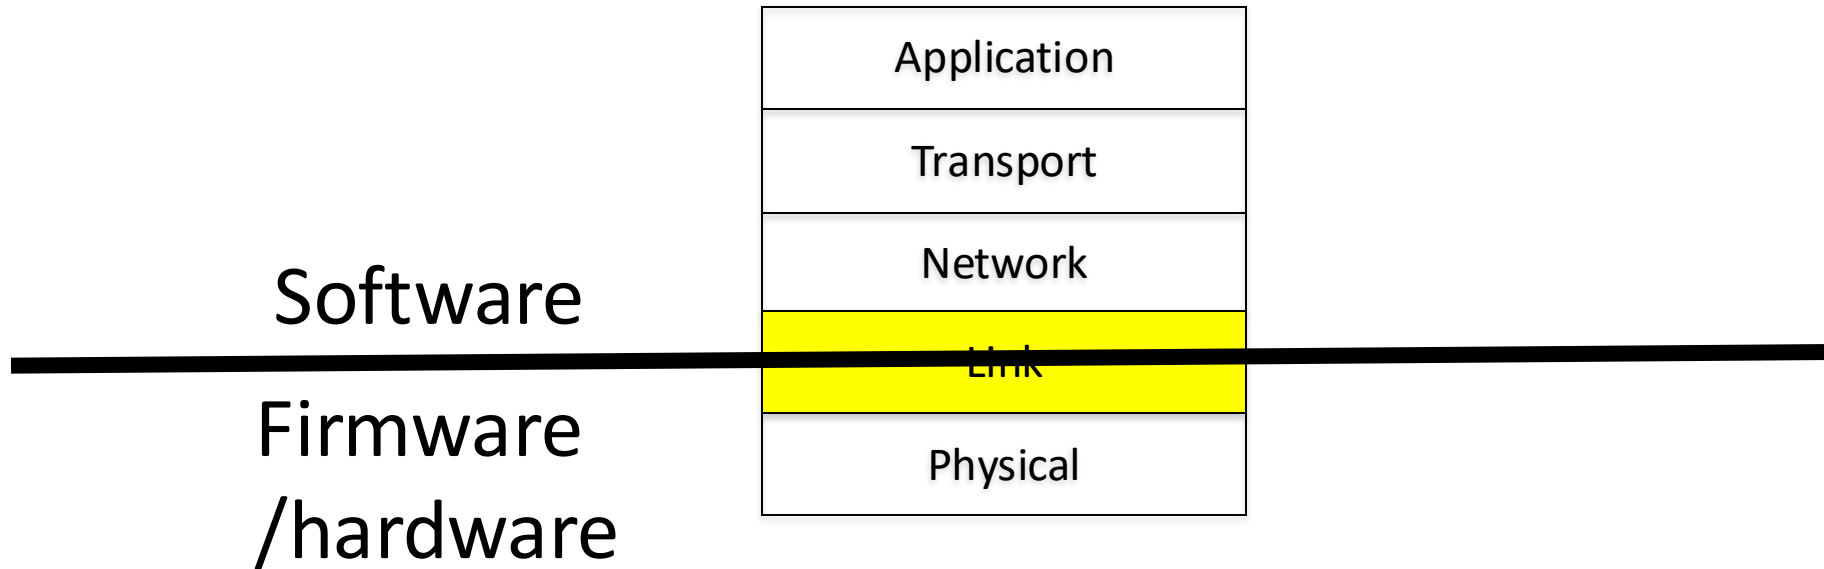 Application
Transport
Network
Software
Link
Firmware
Physical
/hardware